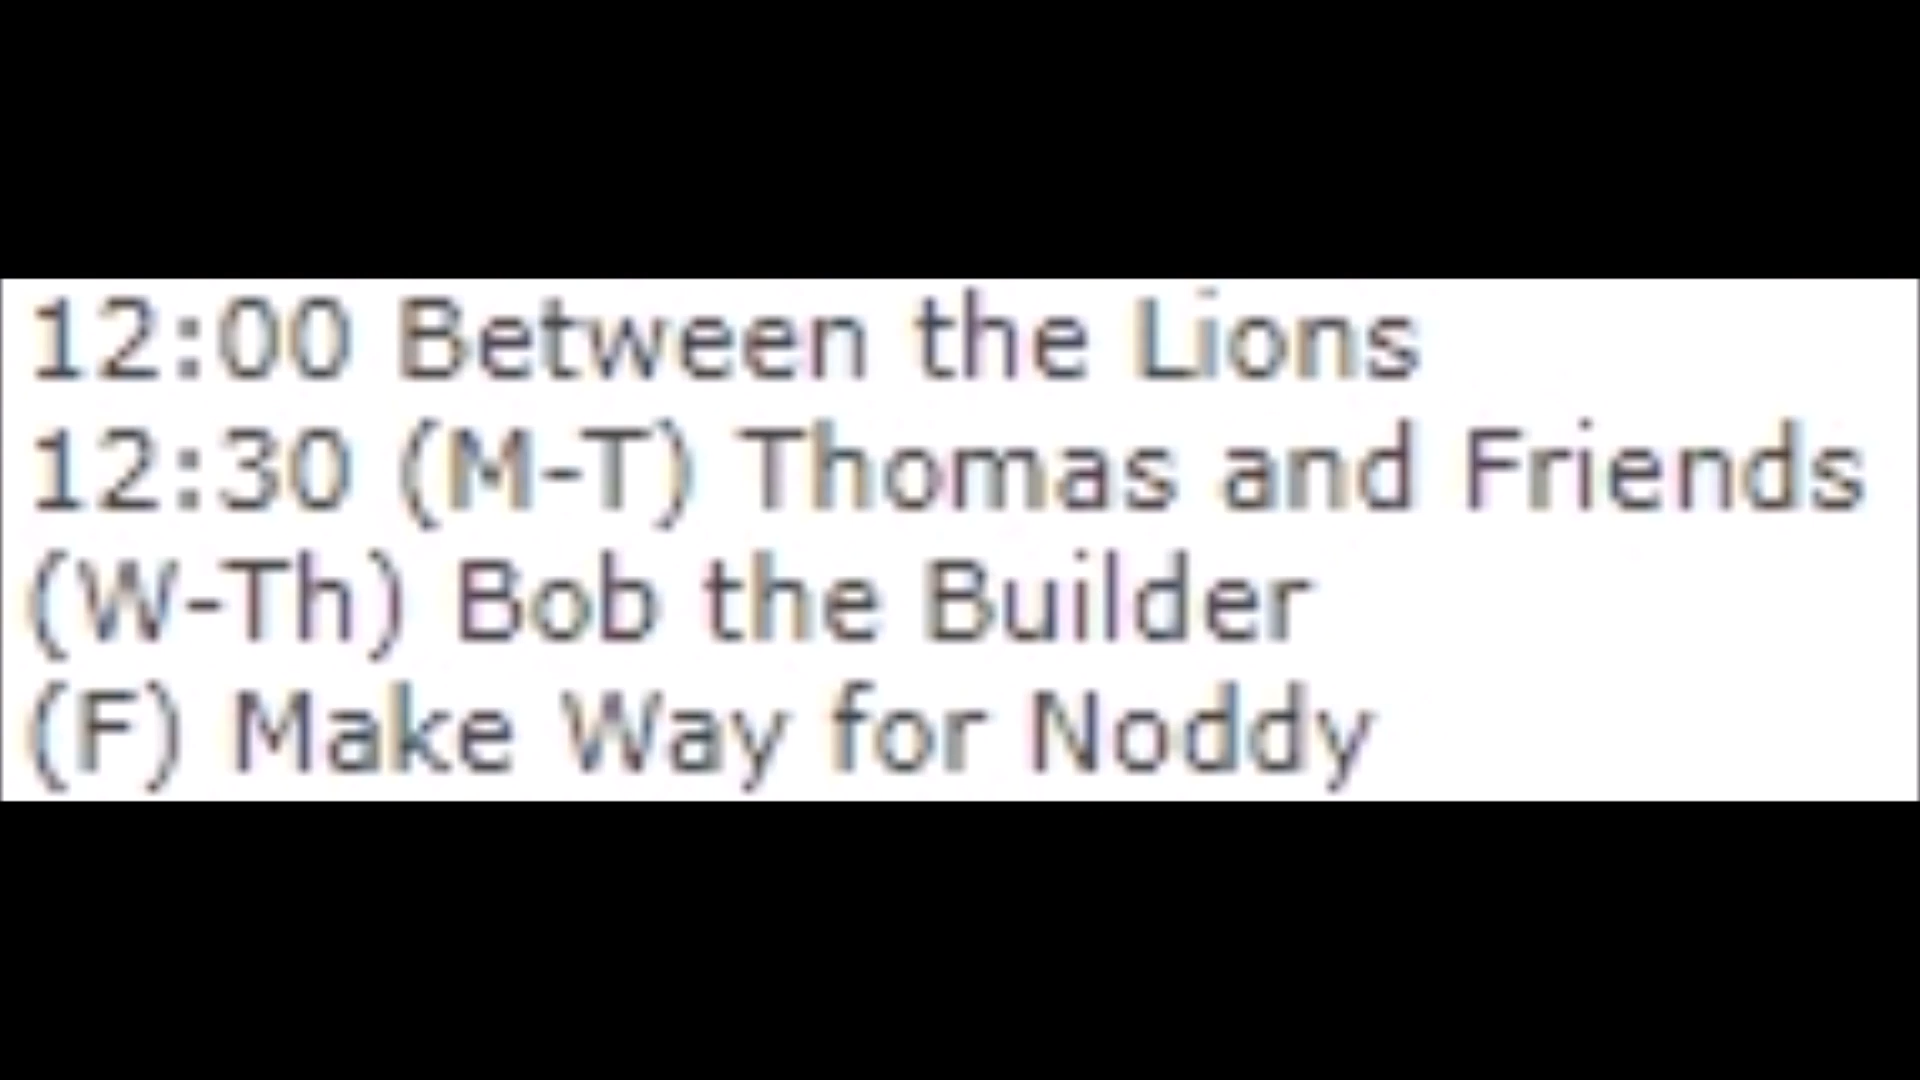 12:00 Between the Lions
12:30 (M-T) Thomas and Friends
(W-Th) Bob the Builder
(F) Make Way for Noddy